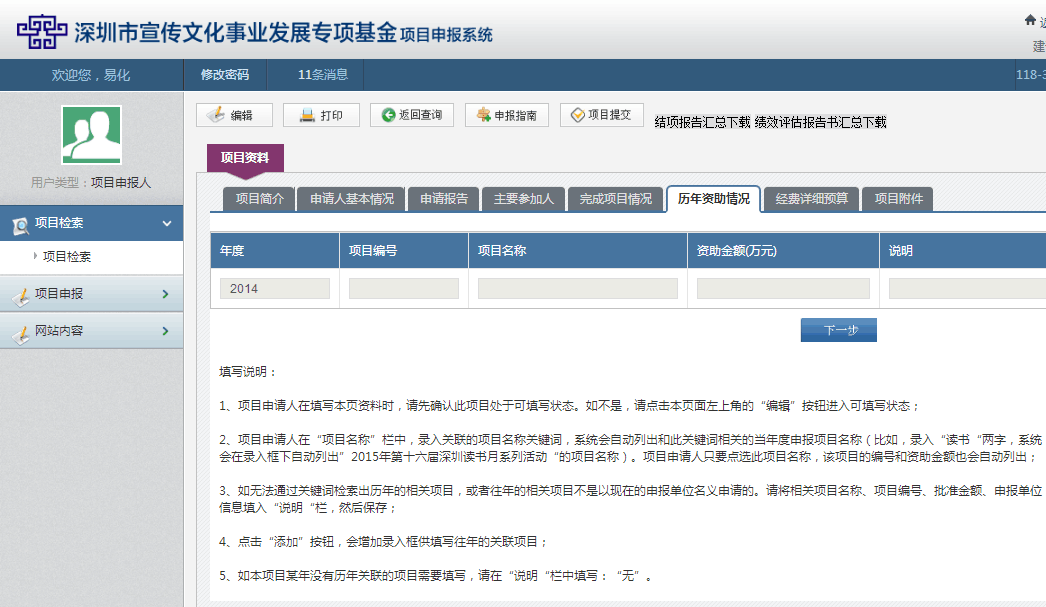 深圳市宣传文化事业发展专项基金项目申报系统
欢迎您，易化 修改密码 11条消息 118-
编辑 打印 返回查询 申报指南 项目提交 结项报告汇总下载 绩效评估报告书汇总下载
项目资料
用户类型：项目申报人
项目简介 申请人基本情况 申请报告 主要参加人 完成项目情况 历年资助情况 经费详细预算 项目附件
项目检索
项目检索
项目申报
网站内容
年度 项目编号 项目名称 资助金额(万元) 说明
2014
下一步
填写说明：
1、项目申请人在填写本页资料时，请先确认此项目处于可填写状态。如不是，请点击本页面左上角的“编辑”按钮进入可填写状态；
2、项目申请人在“项目名称”栏中，录入关联的项目名称关键词，系统会自动列出和此关键词相关的当年度申报项目名称（比如，录入“读书“两字，系统
会在录入框下自动列出”2015年第十六届深圳读书月系列活动“的项目名称）。项目申请人只要点选此项目名称，该项目的编号和资助金额也会自动列出；
3、如无法通过关键词检索出历年的相关项目，或者往年的相关项目不是以现在的申报单位名义申请的。请将相关项目名称、项目编号、批准金额、申报单位
信息填入“说明“栏，然后保存；
4、点击“添加”按钮，会增加录入框供填写往年的关联项目；
5、如本项目某年没有历年关联的项目需要填写，请在“说明“栏中填写：“无”。